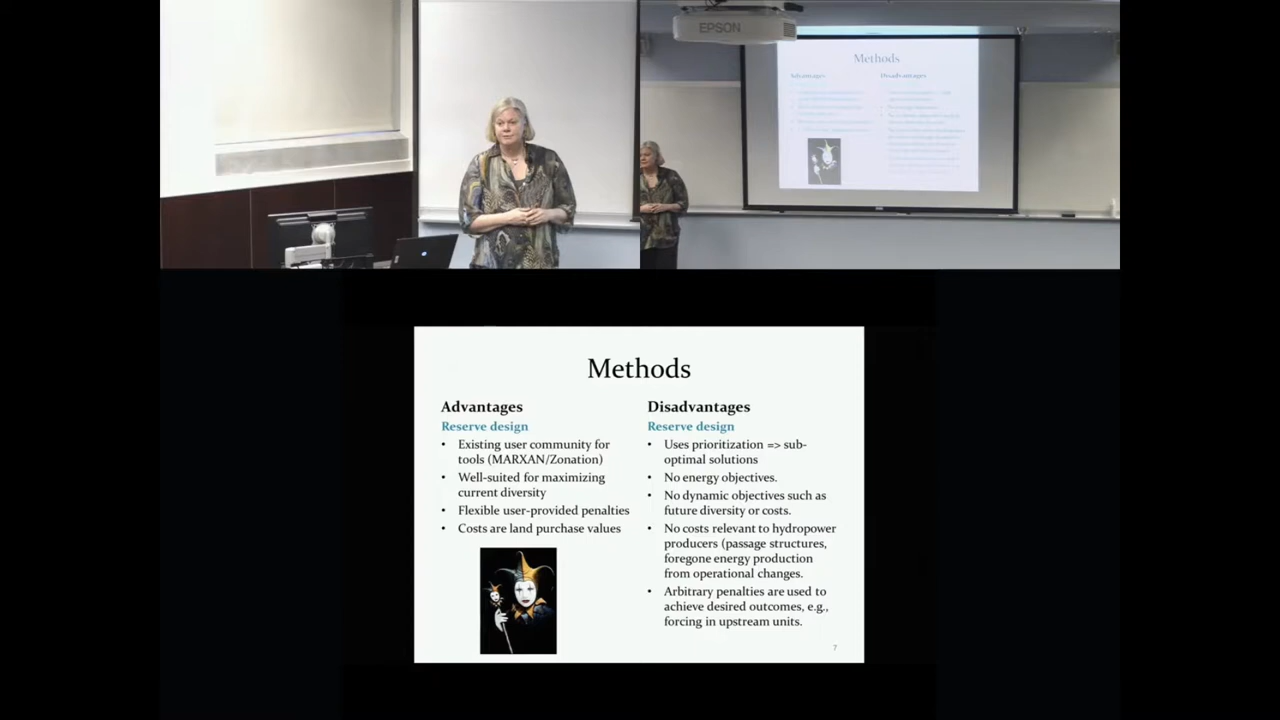 EPSON
Methods
Advantages
Disadvantages
Methods
Advantages
Reserve design
• Existing user community for
tools (MARXAN/Zonation)
• Well-suited for maximizing
current diversity
• Flexible user-provided penalties
• Costs are land purchase values
Disadvantages
Reserve design
• Uses prioritization => sub-
optimal solutions
• No energy objectives.
• No dynamic objectives such as
future diversity or costs.
• No costs relevant to hydropower
producers (passage structures,
foregone energy production
from operational changes.
• Arbitrary penalties are used to
achieve desired outcomes, e.g.,
forcing in upstream units.
7